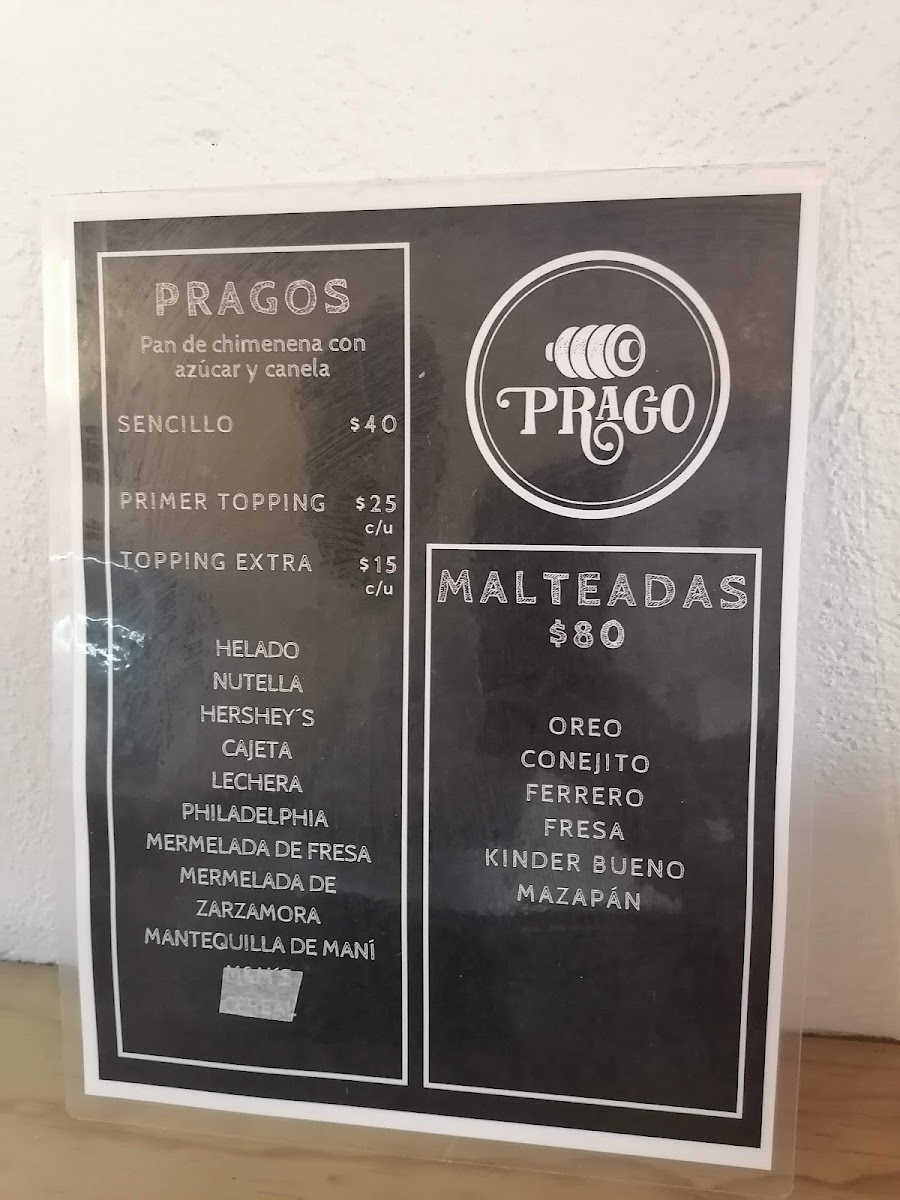 PRAGOS
Pan de chimenena con
azúcar y canela
SENCILLO $40
PRIMER TOPPING $25
c/u
TOPPING EXTRA $15
c/u
HELADO
NUTELLA
HERSHEY´S
CAJETA
LECHERA
PHILADELPHIA
MERMELADA DE FRESA
MERMELADA DE
ZARZAMORA
MANTEQUILLA DE MANÍ
M&M´S
CEREAL
PRAGO
MALTEADAS
$80
OREO
CONEJITO
FERRERO
FRESA
KINDER BUENO
MAZAPÁN